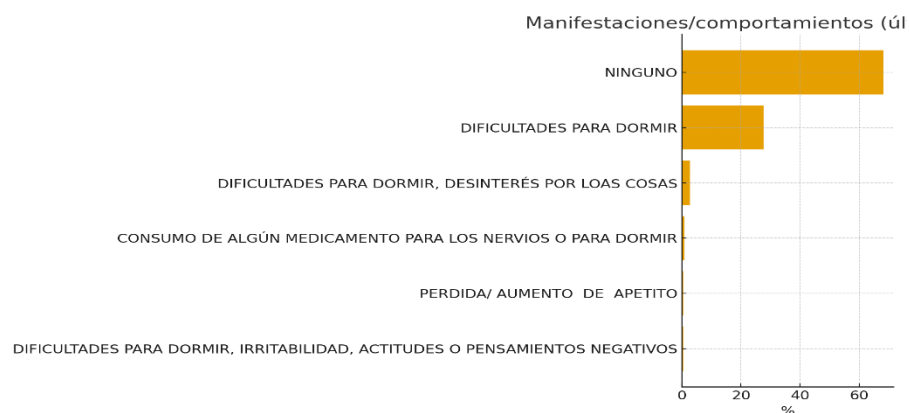 Manifestaciones/comportamientos (úl
NINGUNO
DIFICULTADES PARA DORMIR
DIFICULTADES PARA DORMIR, DESINTERÉS POR LOAS COSAS
CONSUMO DE ALGÚN MEDICAMENTO PARA LOS NERVIOS O PARA DORMIR
PERDIDA/ AUMENTO  DE  APETITO
DIFICULTADES PARA DORMIR, IRRITABILIDAD, ACTITUDES O PENSAMIENTOS NEGATIVOS
0 20 40 60
%